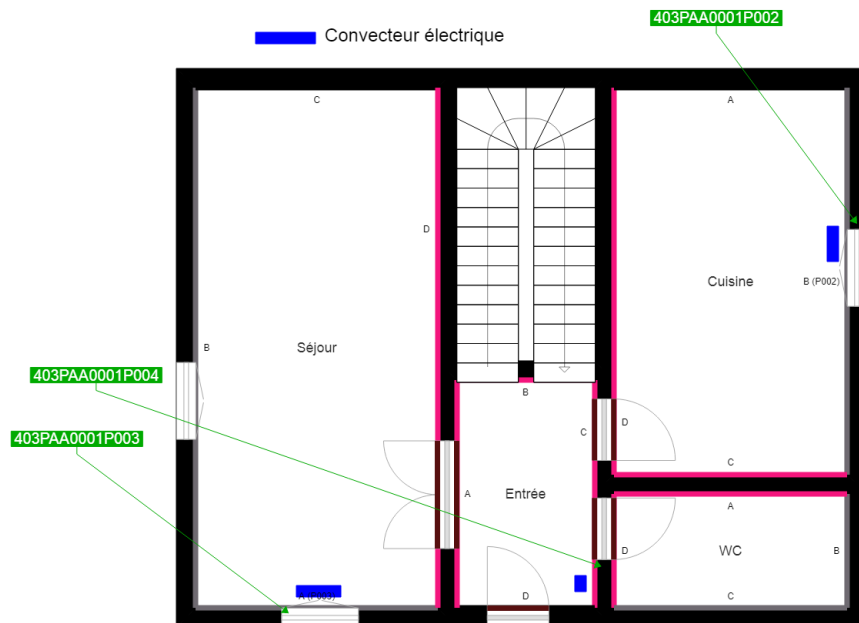 403PAA0001P002
Convecteur électrique
C
A
D
Cuisine
B (P002)
B
Séjour
403PAA0001P004
B
D
C
403PAA0001P003
C
A
Entrée
A
D
WC
B
A (P003)
D
C